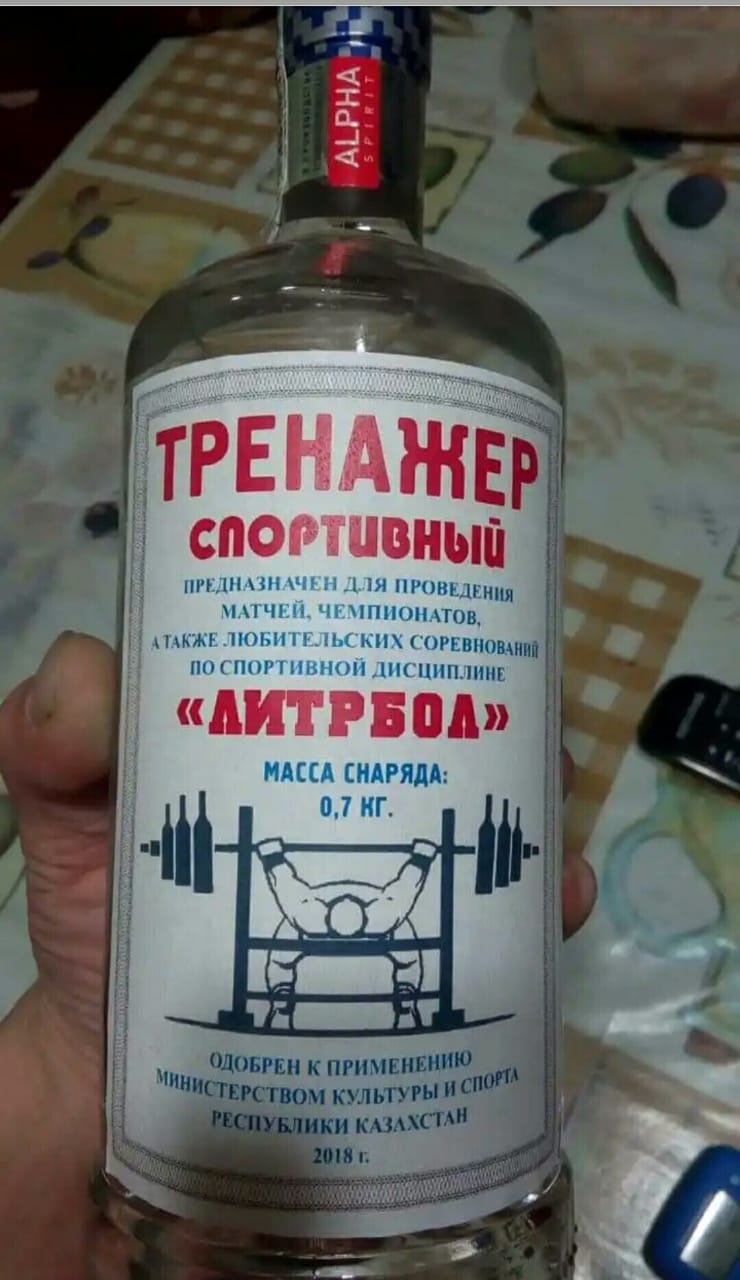 ALPHA
SPIRIT
ТРЕНАЖЕР
СПОРТИВНЫЙ
ПРЕДНАЗНАЧЕН ДЛЯ ПРОВЕДЕНИЯ
МАТЧЕЙ, ЧЕМПИОНАТОВ,
А ТАКЖЕ ЛЮБИТЕЛЬСКИХ СОРЕВНОВАНИЙ
ПО СПОРТИВНОЙ ДИСЦИПЛИНЕ
«ЛИТРБОЛ»
МАССА СНАРЯДА:
0,7 КГ.
ОДОБРЕН К ПРИМЕНЕНИЮ
МИНИСТЕРСТВОМ КУЛЬТУРЫ И СПОРТА
РЕСПУБЛИКИ КАЗАХСТАН
2018 г.